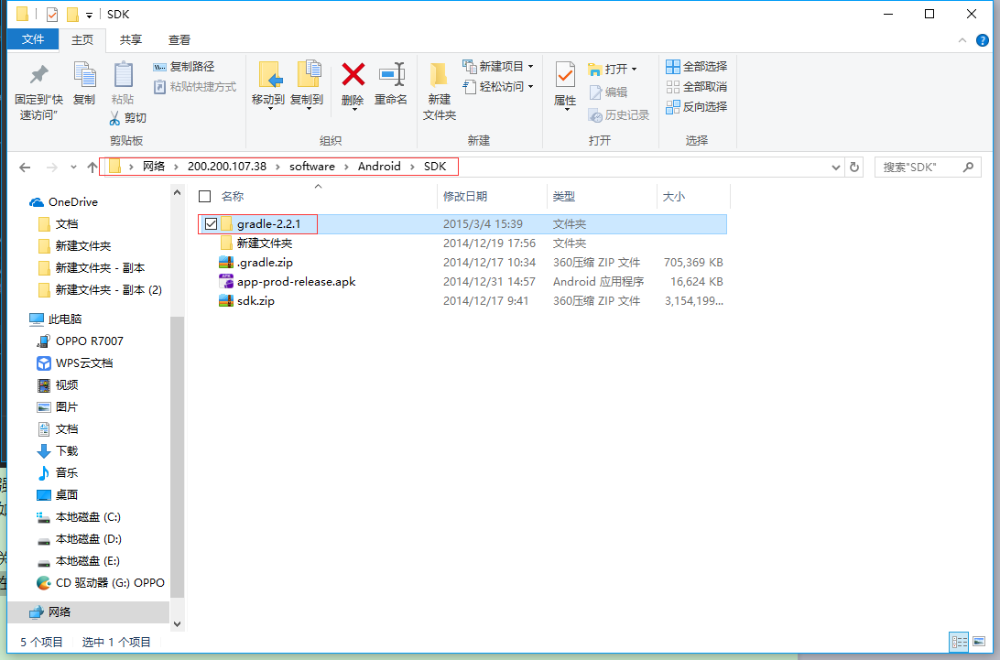 SDK
文件 主页 共享 查看
固定到"快速访问"
复制
粘贴
复制路径
粘贴快捷方式
剪切
剪贴板
移动到
复制到
删除
重命名
组织
新建
文件夹
新建项目
轻松访问
新建
属性
打开
编辑
历史记录
打开
全部选择
全部取消
反向选择
选择
网络 200.200.107.38 software Android SDK
搜索"SDK"
OneDrive
文档
新建文件夹
新建文件夹 - 副本
新建文件夹 - 副本 (2)
此电脑
OPPO R7007
WPS云文档
视频
图片
文档
下载
音乐
桌面
本地磁盘 (C:)
本地磁盘 (D:)
本地磁盘 (E:)
CD 驱动器 (G:) OPPO
网络
名称 修改日期 类型 大小
gradle-2.2.1 2015/3/4 15:39 文件夹
新建文件夹 2014/12/19 17:56 文件夹
.gradle.zip 2014/12/17 10:34 360压缩 ZIP 文件 705,369 KB
app-prod-release.apk 2014/12/31 14:57 Android 应用程序 16,624 KB
sdk.zip 2014/12/17 9:41 360压缩 ZIP 文件 3,154,199...
5 个项目 选中 1 个项目